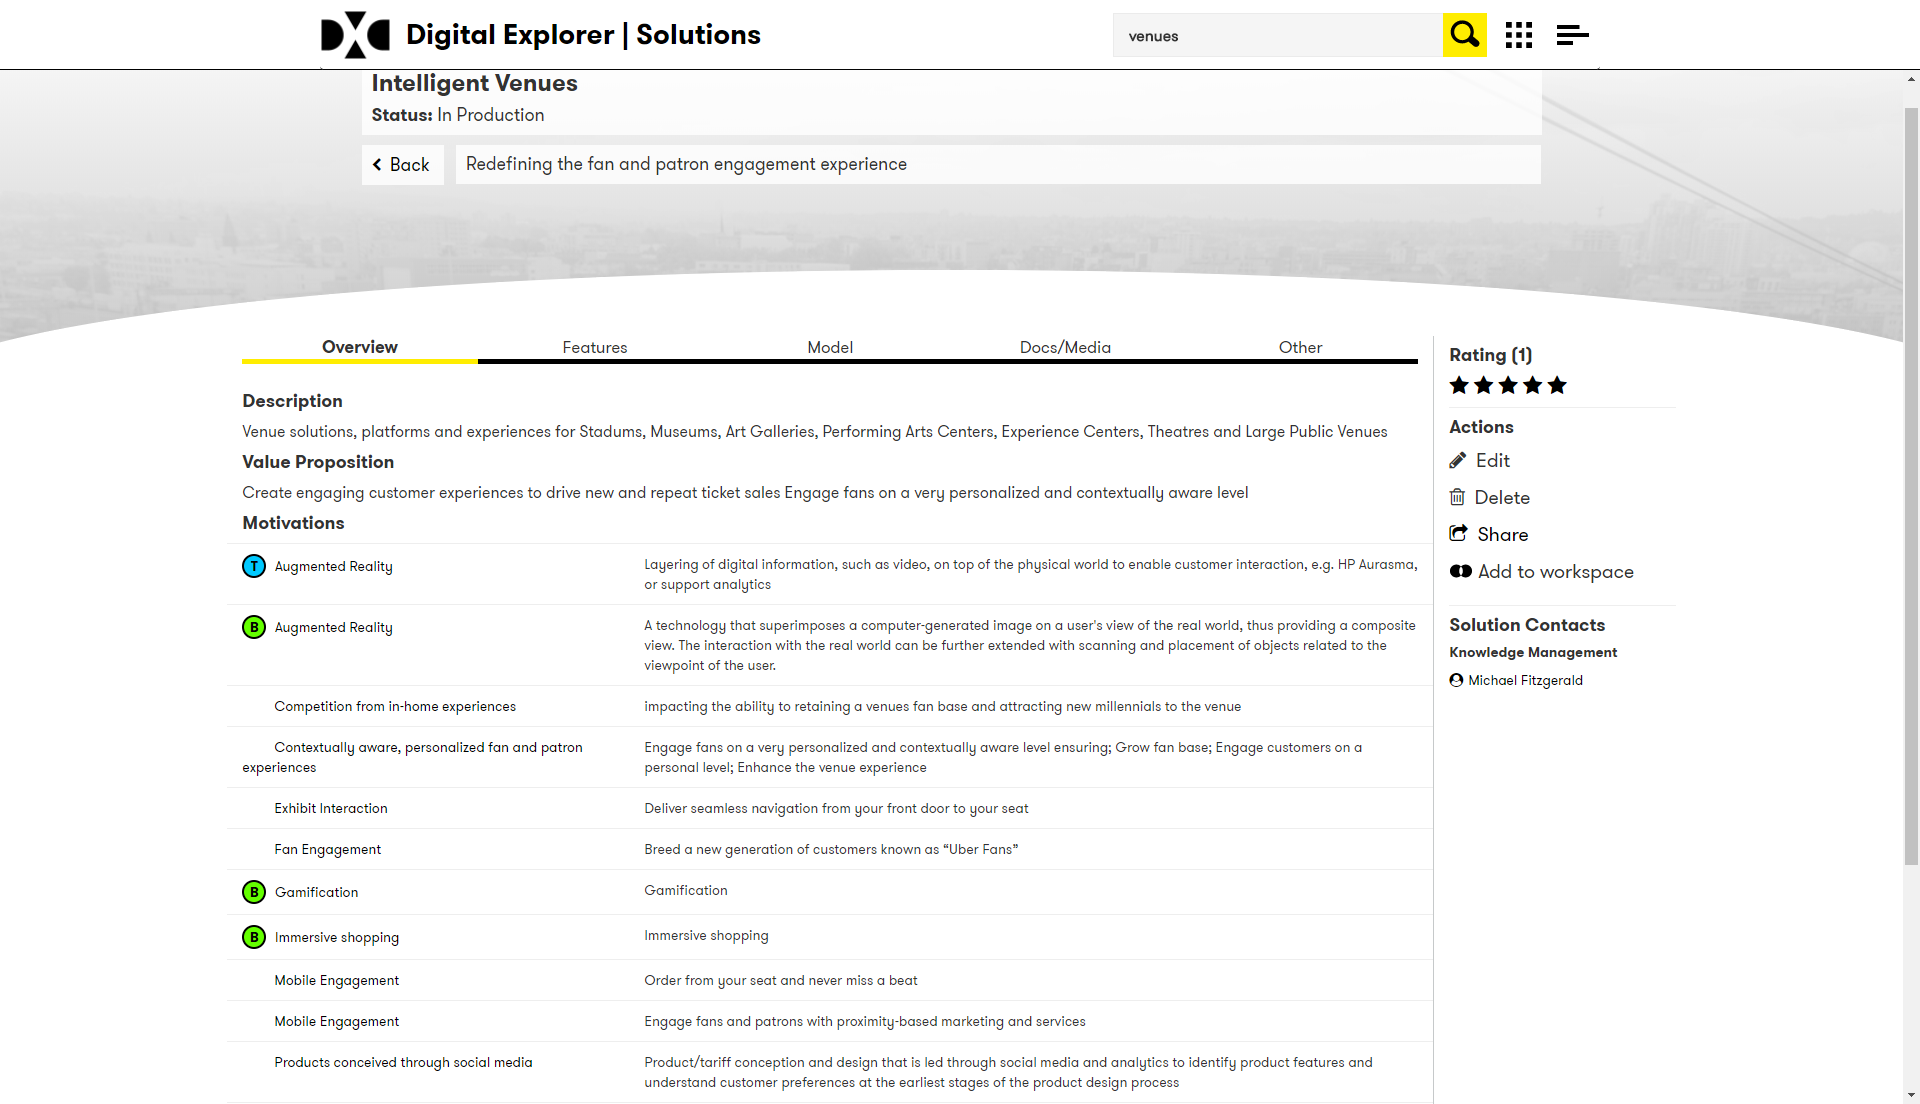 DXC Digital Explorer | Solutions
venues
Intelligent Venues
Status: In Production
Back
Redefining the fan and patron engagement experience
Overview
Features
Model
Docs/Media
Other
Description
Venue solutions, platforms and experiences for Stadums, Museums, Art Galleries, Performing Arts Centers, Experience Centers, Theatres and Large Public Venues
Value Proposition
Create engaging customer experiences to drive new and repeat ticket sales Engage fans on a very personalized and contextually aware level
Motivations
T Augmented Reality
Layering of digital information, such as video, on top of the physical world to enable customer interaction, e.g. HP Aurasma,
or support analytics
B Augmented Reality
A technology that superimposes a computer-generated image on a user's view of the real world, thus providing a composite
view. The interaction with the real world can be further extended with scanning and placement of objects related to the
viewpoint of the user.
Competition from in-home experiences
impacting the ability to retaining a venues fan base and attracting new millennials to the venue
Contextually aware, personalized fan and patron
experiences
Engage fans on a very personalized and contextually aware level ensuring; Grow fan base; Engage customers on a
personal level; Enhance the venue experience
Exhibit Interaction
Deliver seamless navigation from your front door to your seat
Fan Engagement
Breed a new generation of customers known as “Uber Fans”
B Gamification
Gamification
B Immersive shopping
Immersive shopping
Mobile Engagement
Order from your seat and never miss a beat
Mobile Engagement
Engage fans and patrons with proximity-based marketing and services
Products conceived through social media
Product/tariff conception and design that is led through social media and analytics to identify product features and
understand customer preferences at the earliest stages of the product design process
Rating (1)
Actions
Edit
Delete
Share
Add to workspace
Solution Contacts
Knowledge Management
Michael Fitzgerald